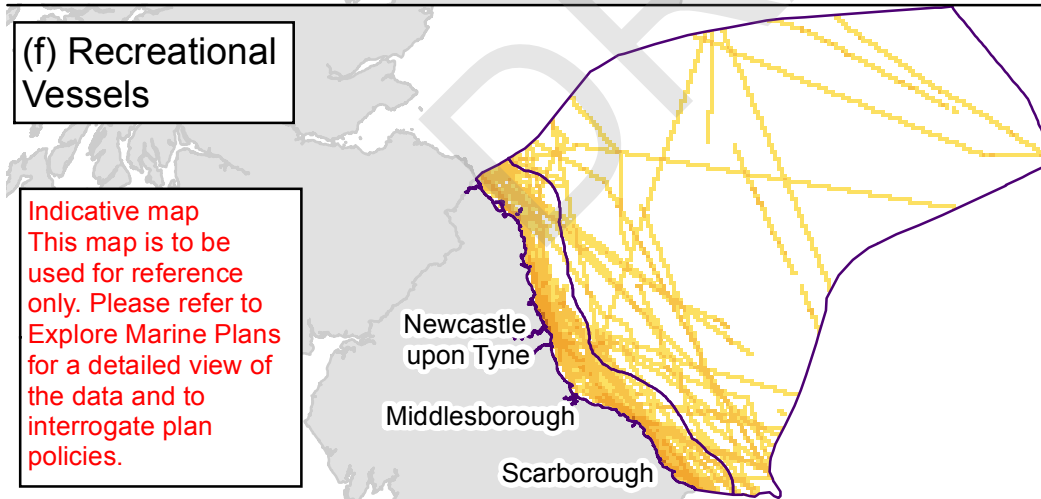 (f) Recreational
Vessels
Indicative map
This map is to be
used for reference
only. Please refer to
Explore Marine Plans
for a detailed view of
the data and to
interrogate plan
policies.
Newcastle
upon Tyne
Middlesborough
Scarborough